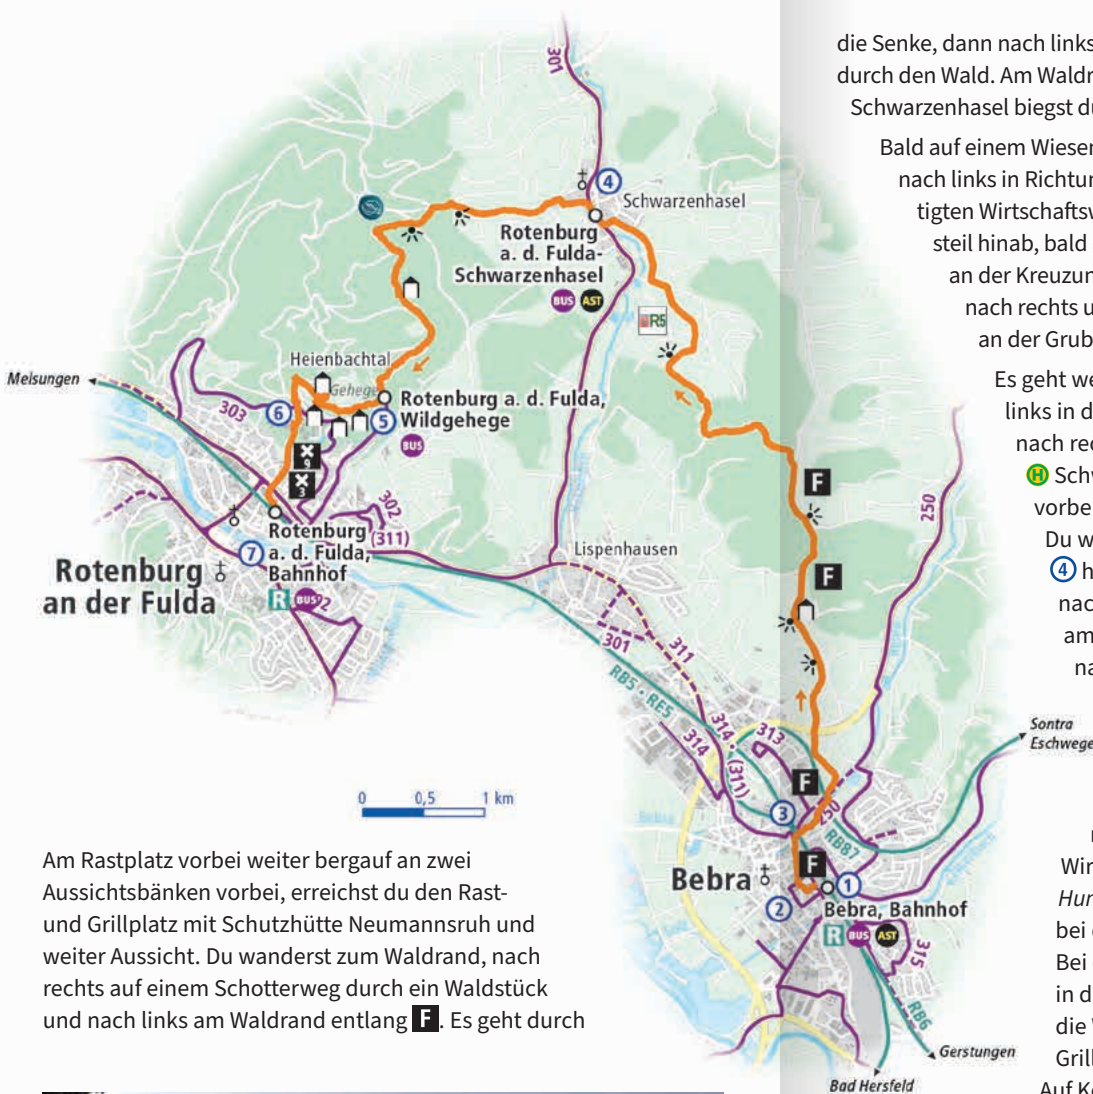 301
4
Schwarzenhasel
Rotenburg
a. d. Fulda-
Schwarzenhasel
BUS AST
R5
Melsungen
Heienbachtal
Gehege
303
6
5
Rotenburg a. d. Fulda,
Wildgehege
BUS
9
3
302
(311)
Rotenburg
a. d. Fulda,
Bahnhof
7
R BUS
Rotenburg
an der Fulda
Lispenhausen
250
F
F
301
311
RB5 • RE5
314
314 • (311)
313
F
3
250
RB87
Sontra
Eschwege
Bebra
Bebra
F
1
2
Bebra, Bahnhof
R BUS AST
315
RB6
Gerstungen
Bad Hersfeld
0 0,5 1 km
Am Rastplatz vorbei weiter bergauf an zwei
Aussichtsbänken vorbei, erreichst du den Rast-
und Grillplatz mit Schutzhütte Neumannsruh und
weiter Aussicht. Du wanderst zum Waldrand, nach
rechts auf einem Schotterweg durch ein Waldstück
und nach links am Waldrand entlang F. Es geht durch
die Senke, dann nach links
durch den Wald. Am Waldr
Schwarzenhasel biegst du
Bald auf einem Wiesen
nach links in Richtun
tigten Wirtschaftsw
steil hinab, bald
an der Kreuzun
nach rechts u
an der Grub
Es geht we
links in d
nach rec
H Schw
vorbe
Du w
4 h
nac
am
na
Wir
Hur
bei
Bei
in d
die
Gril
Auf K